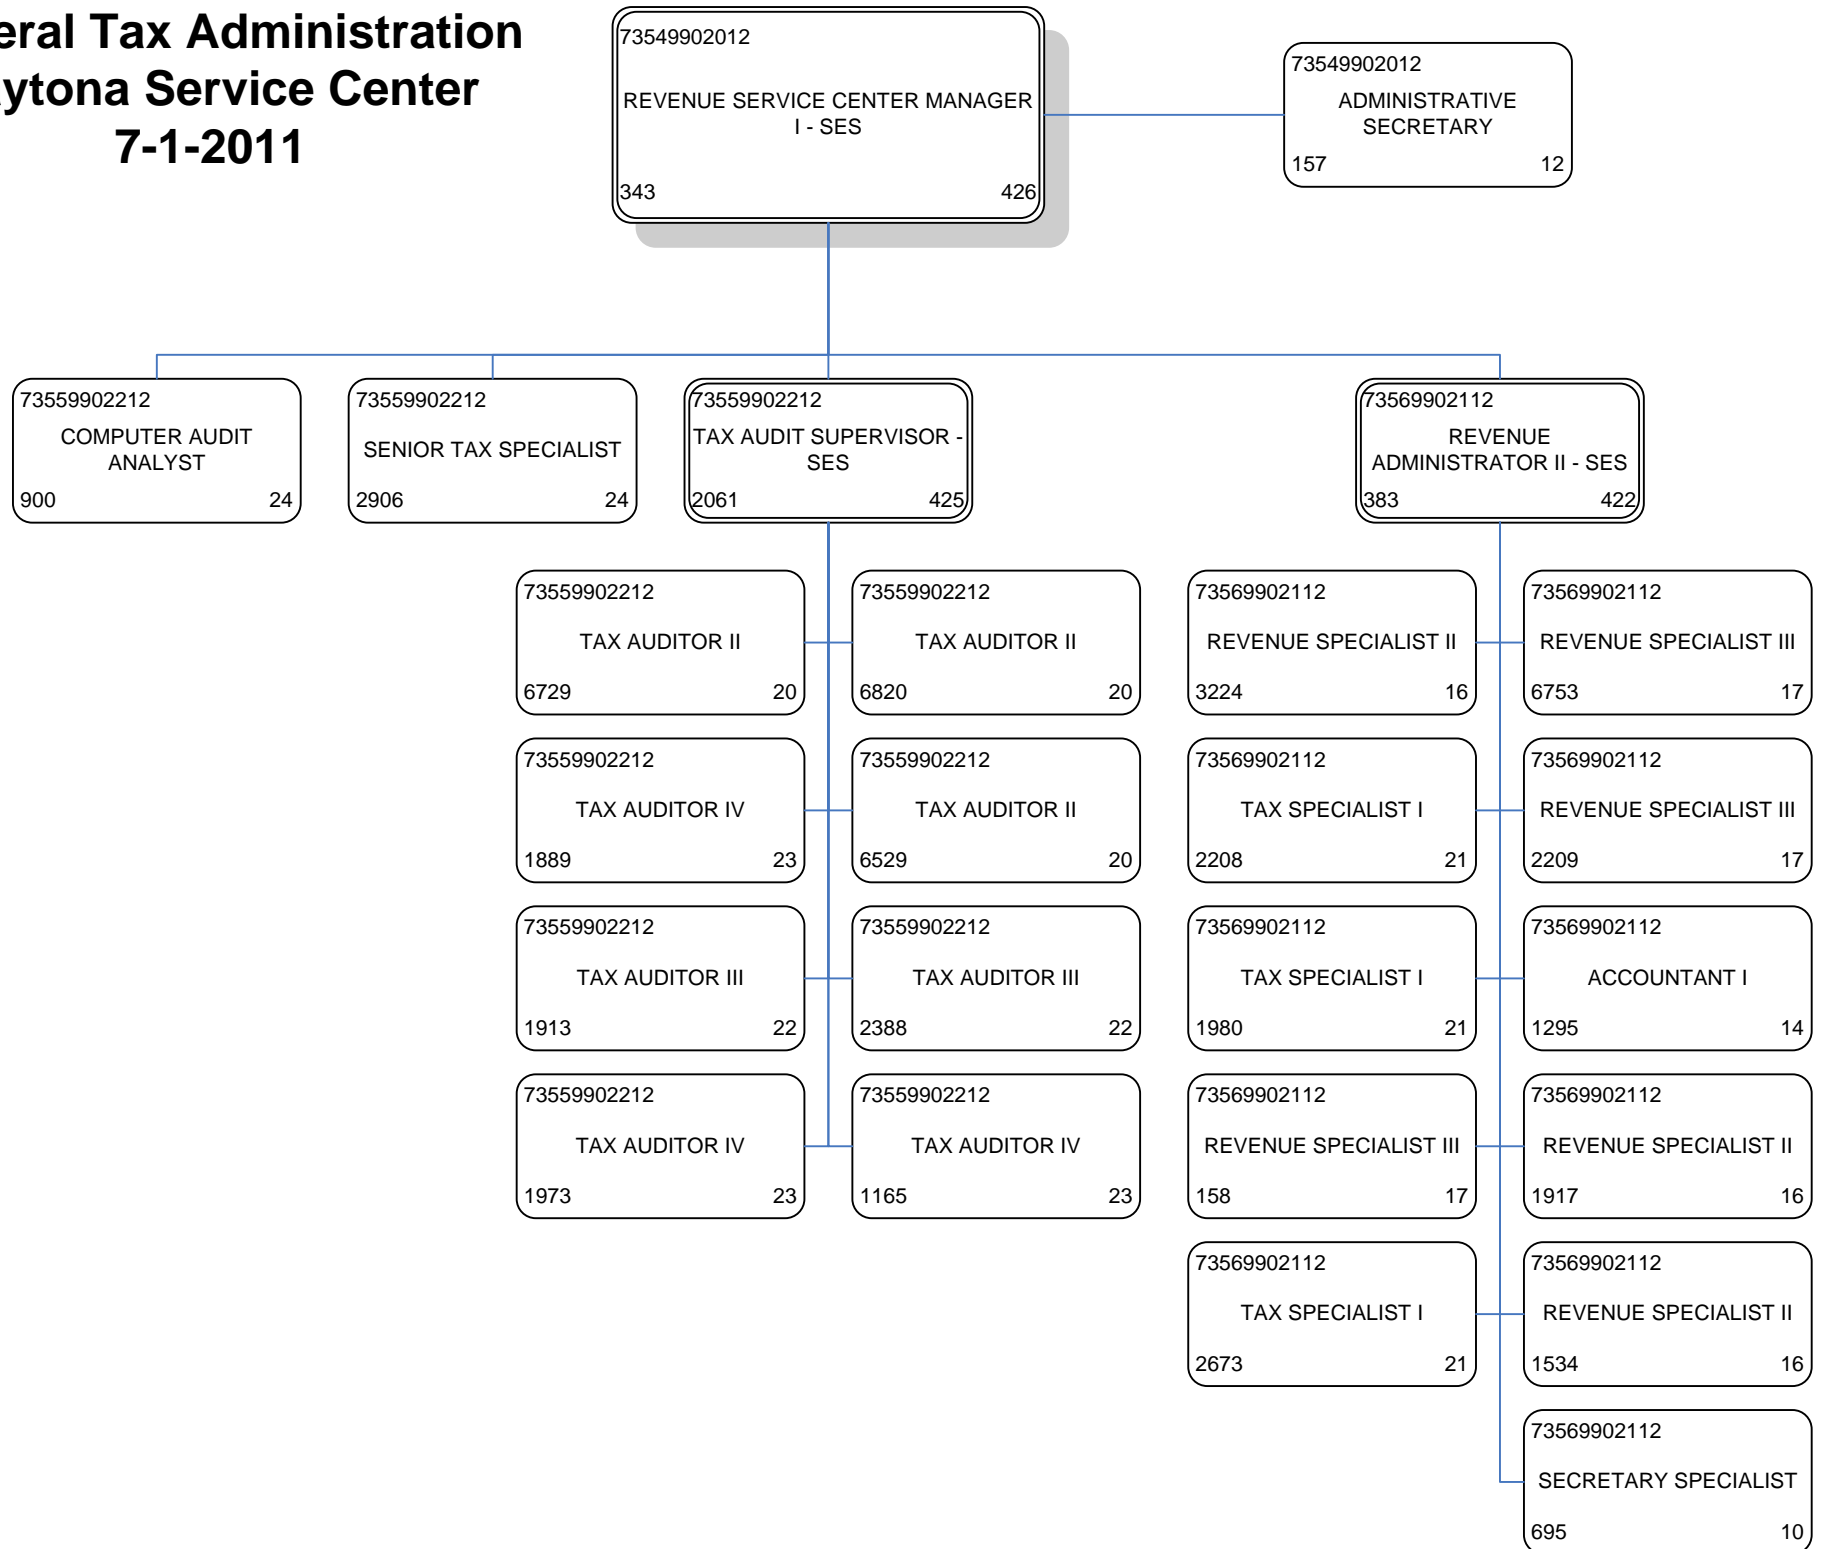 eral Tax Administration
ytona Service Center
7-1-2011
73549902012
REVENUE SERVICE CENTER MANAGER
I - SES
343 426
73549902012
ADMINISTRATIVE
SECRETARY
157 12
73559902212
COMPUTER AUDIT
ANALYST
900 24
73559902212
SENIOR TAX SPECIALIST
2906 24
73559902212
TAX AUDIT SUPERVISOR -
SES
2061 425
73569902112
REVENUE
ADMINISTRATOR II - SES
383 422
73559902212
TAX AUDITOR II
6729 20
73559902212
TAX AUDITOR II
6820 20
73569902112
REVENUE SPECIALIST II
3224 16
73569902112
REVENUE SPECIALIST III
6753 17
73559902212
TAX AUDITOR IV
1889 23
73559902212
TAX AUDITOR II
6529 20
73569902112
TAX SPECIALIST I
2208 21
73569902112
REVENUE SPECIALIST III
2209 17
73559902212
TAX AUDITOR III
1913 22
73559902212
TAX AUDITOR III
2388 22
73569902112
TAX SPECIALIST I
1980 21
73569902112
ACCOUNTANT I
1295 14
73559902212
TAX AUDITOR IV
1973 23
73559902212
TAX AUDITOR IV
1165 23
73569902112
REVENUE SPECIALIST III
158 17
73569902112
REVENUE SPECIALIST II
1917 16
73569902112
TAX SPECIALIST I
2673 21
73569902112
REVENUE SPECIALIST II
1534 16
73569902112
SECRETARY SPECIALIST
695 10